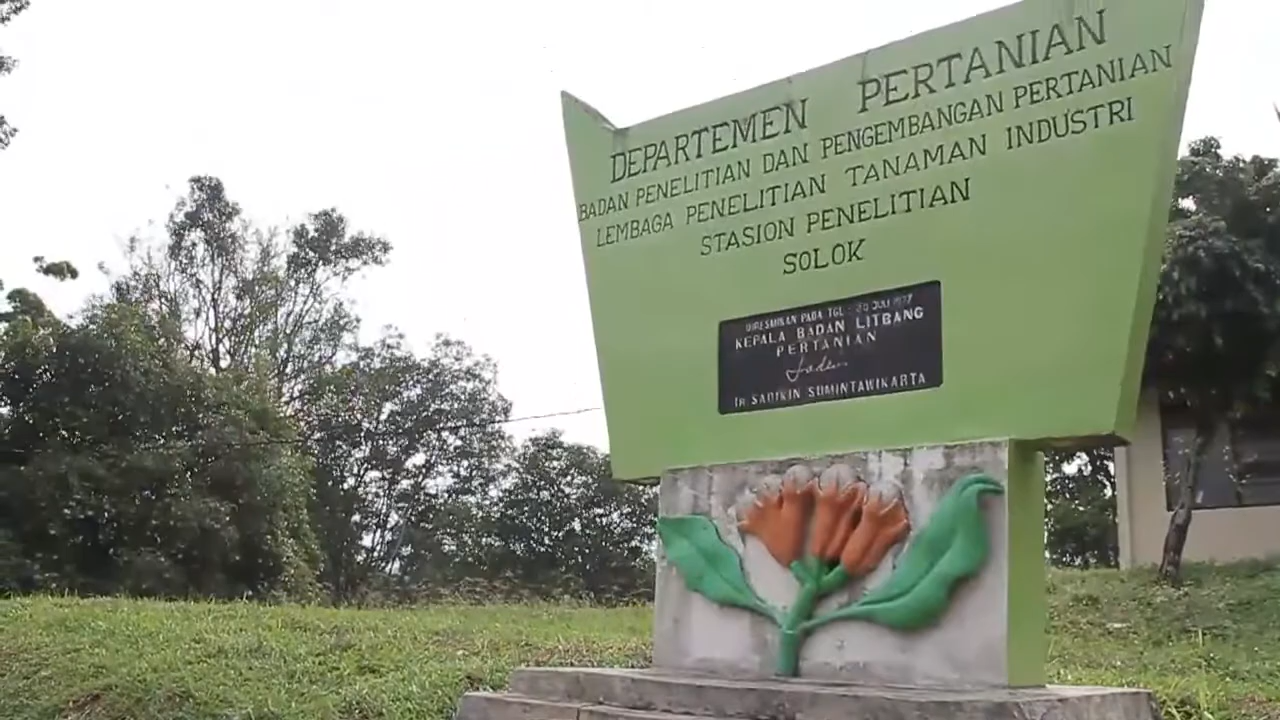 DEPARTEMEN PERTANIAN
BADAN PENELITIAN DAN PENGEMBANGAN PERTANIAN
LEMBAGA PENELITIAN TANAMAN INDUSTRI
STASION PENELITIAN
SOLOK
DIRESMIKAN PADA TGL JULI
KEPALA BADAN LITBANG
PERTANIAN
Ir SADIKIN SUMINTAWIKARTA